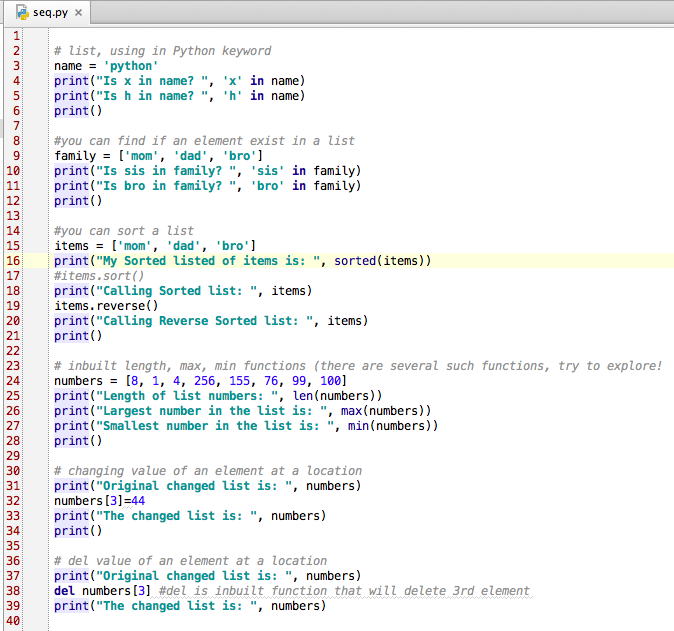 seq.py ×
1
2 # list, using in Python keyword
3 name = 'python'
4 print("Is x in name? ", 'x' in name)
5 print("Is h in name? ", 'h' in name)
6 print()
7
8 #you can find if an element exist in a list
9 family = ['mom', 'dad', 'bro']
10 print("Is sis in family? ", 'sis' in family)
11 print("Is bro in family? ", 'bro' in family)
12 print()
13
14 #you can sort a list
15 items = ['mom', 'dad', 'bro']
16 print("My Sorted listed of items is: ", sorted(items))
17 #items.sort()
18 print("Calling Sorted list: ", items)
19 items.reverse()
20 print("Calling Reverse Sorted list: ", items)
21 print()
22
23 # inbuilt length, max, min functions (there are several such functions, try to explore!
24 numbers = [8, 1, 4, 256, 155, 76, 99, 100]
25 print("Length of list numbers: ", len(numbers))
26 print("Largest number in the list is: ", max(numbers))
27 print("Smallest number in the list is: ", min(numbers))
28 print()
29
30 # changing value of an element at a location
31 print("Original changed list is: ", numbers)
32 numbers[3]=44
33 print("The changed list is: ", numbers)
34 print()
35
36 # del value of an element at a location
37 print("Original changed list is: ", numbers)
38 del numbers[3] #del is inbuilt function that will delete 3rd element
39 print("The changed list is: ", numbers)
40